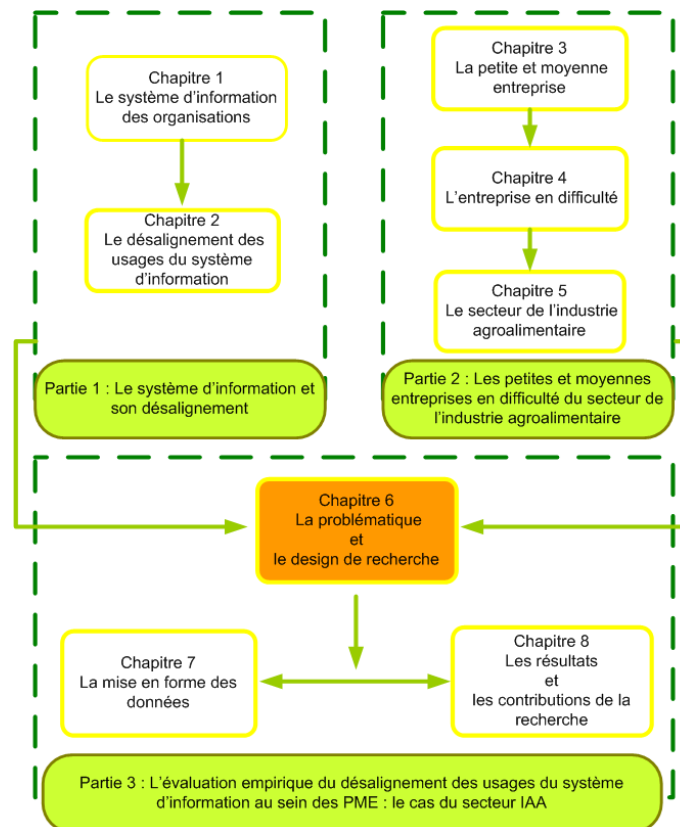 Chapitre 1
Le système d'information
des organisations
Chapitre 2
Le désalignement des
usages du système
d'information
Partie 1 : Le système d'information et
son désalignement
Chapitre 3
La petite et moyenne
entreprise
Chapitre 4
L'entreprise en difficulté
Chapitre 5
Le secteur de l'industrie
agroalimentaire
Partie 2 : Les petites et moyennes
entreprises en difficulté du secteur de
l'industrie agroalimentaire
Chapitre 6
La problématique
et
le design de recherche
Chapitre 7
La mise en forme des
données
Chapitre 8
Les résultats
et
les contributions de la
recherche
Partie 3 : L'évaluation empirique du désalignement des usages du système
d'information au sein des PME : le cas du secteur IAA